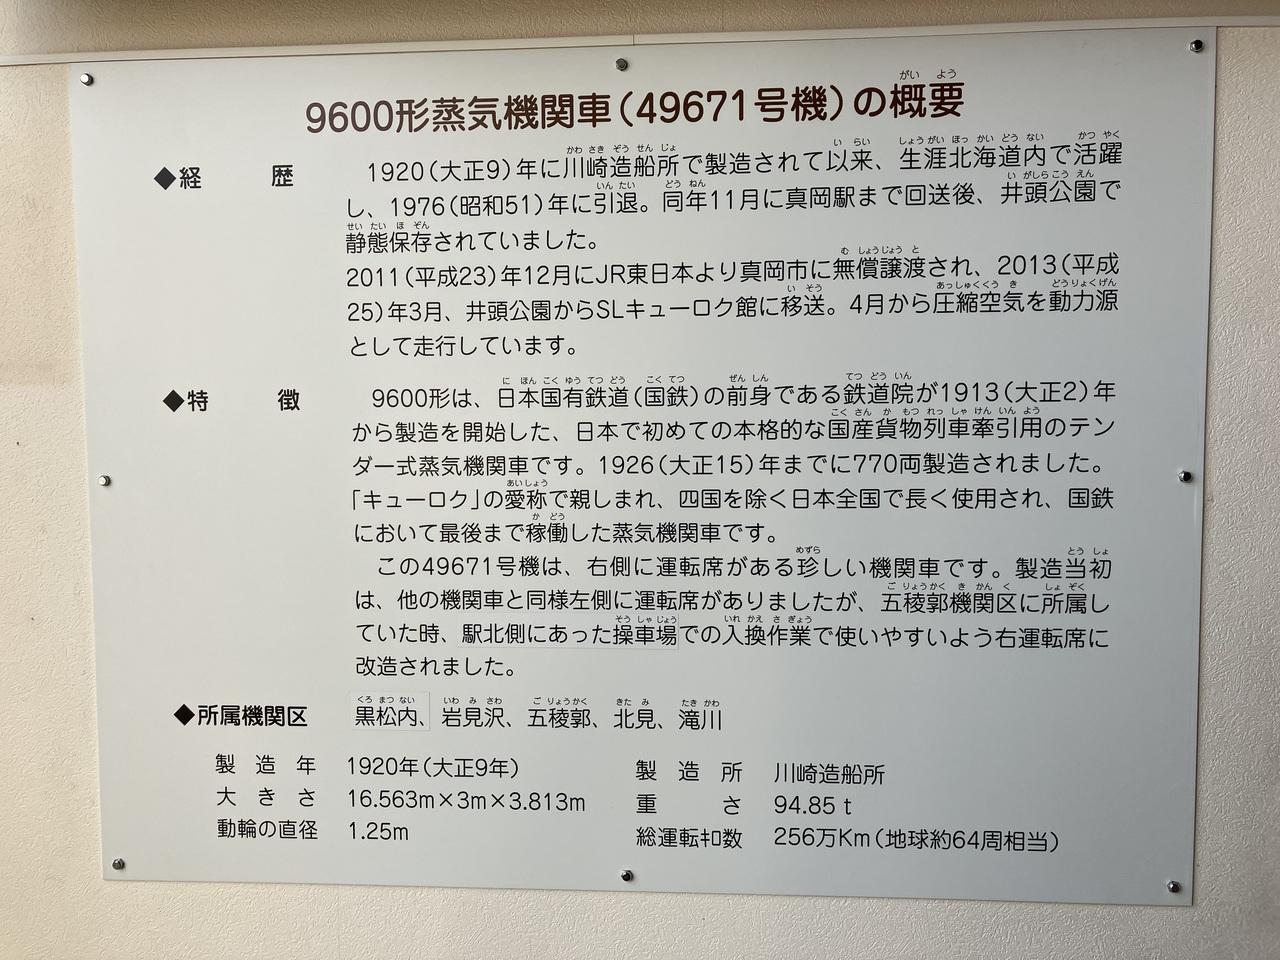 9600形蒸気機関車(49671号機)の概要
◆経歴 1920(大正9)年に川崎造船所で製造されて以来、生涯北海道内で活躍
し、1976(昭和51)年に引退。同年11月に真岡駅まで回送後、井頭公園で
静態保存されていました。
2011(平成23)年12月にJR東日本より真岡市に無償譲渡され、2013(平成
25)年3月、井頭公園からSLキューロク館に移送。4月から圧縮空気を動力源
として走行しています。
◆特徴 9600形は、日本国有鉄道(国鉄)の前身である鉄道院が1913(大正2)年
から製造を開始した、日本で初めての本格的な国産貨物列車牽引用のテン
ダー式蒸気機関車です。1926(大正15)年までに770両製造されました。
「キューロク」の愛称で親しまれ、四国を除く日本全国で長く使用され、国鉄
において最後まで稼働した蒸気機関車です。
この49671号機は、右側に運転席がある珍しい機関車です。製造当初
は、他の機関車と同様左側に運転席がありましたが、五稜郭機関区に所属し
ていた時、駅北側にあった操車場での入換作業で使いやすいよう右運転席に
改造されました。
◆所属機関区 黒松内、岩見沢、五稜郭、北見、滝川
製造年 1920年(大正9年) 製造所 川崎造船所
大きさ 16.563m×3m×3.813m 重さ 94.85t
動輪の直径 1.25m 総運転キロ数 256万Km(地球約64周相当)